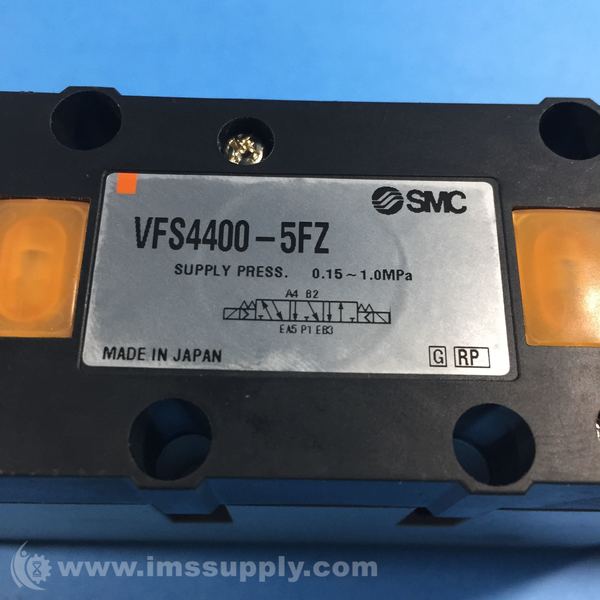 SMC
VFS4400-5FZ
SUPPLY PRESS. 0.15~1.0MPa
A4 B2
EA5 P1 EB3
MADE IN JAPAN
G RP
www.imssupply.com